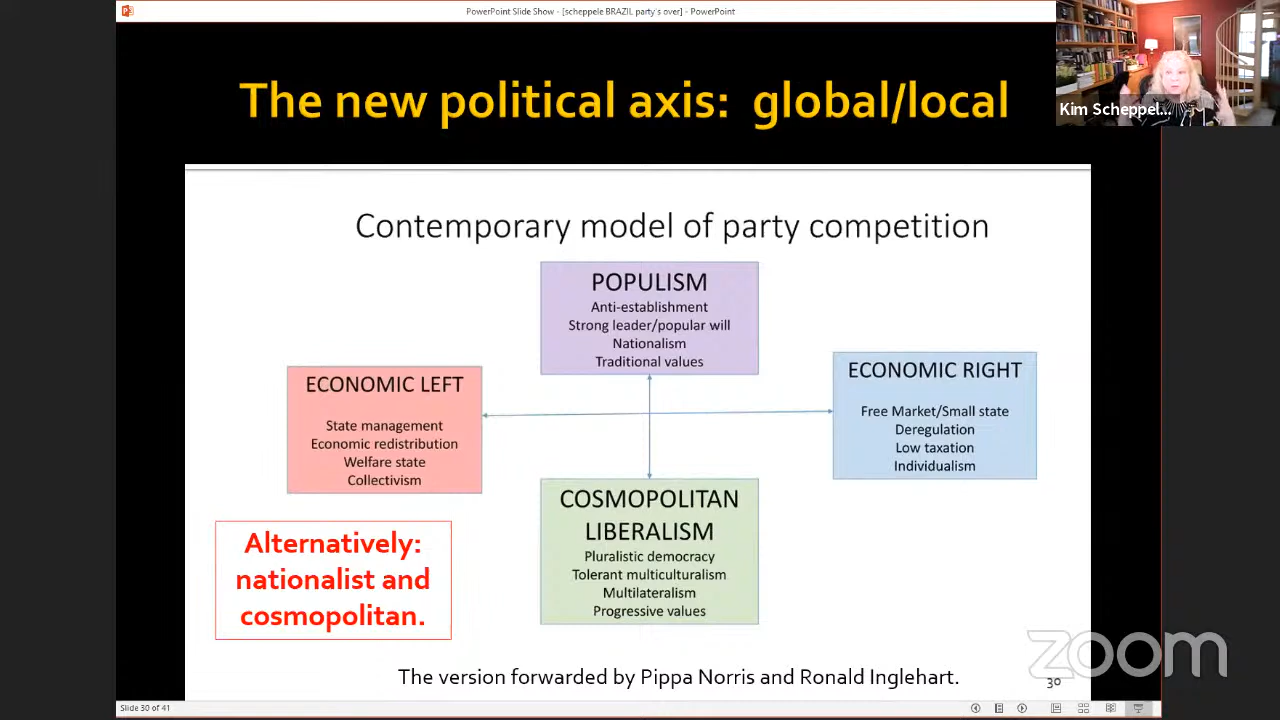 PowerPoint Slide Show - [scheppele BRAZIL party's over] - PowerPoint
The new political axis: global/local
Kim Scheppel...
Contemporary model of party competition
POPULISM
Anti-establishment
Strong leader/popular will
Nationalism
Traditional values
ECONOMIC LEFT
State management
Economic redistribution
Welfare state
Collectivism
ECONOMIC RIGHT
Free Market/Small state
Deregulation
Low taxation
Individualism
COSMOPOLITAN
LIBERALISM
Pluralistic democracy
Tolerant multiculturalism
Multilateralism
Progressive values
Alternatively:
nationalist and
cosmopolitan.
The version forwarded by Pippa Norris and Ronald Inglehart.
zoom
30
Slide 30 of 41